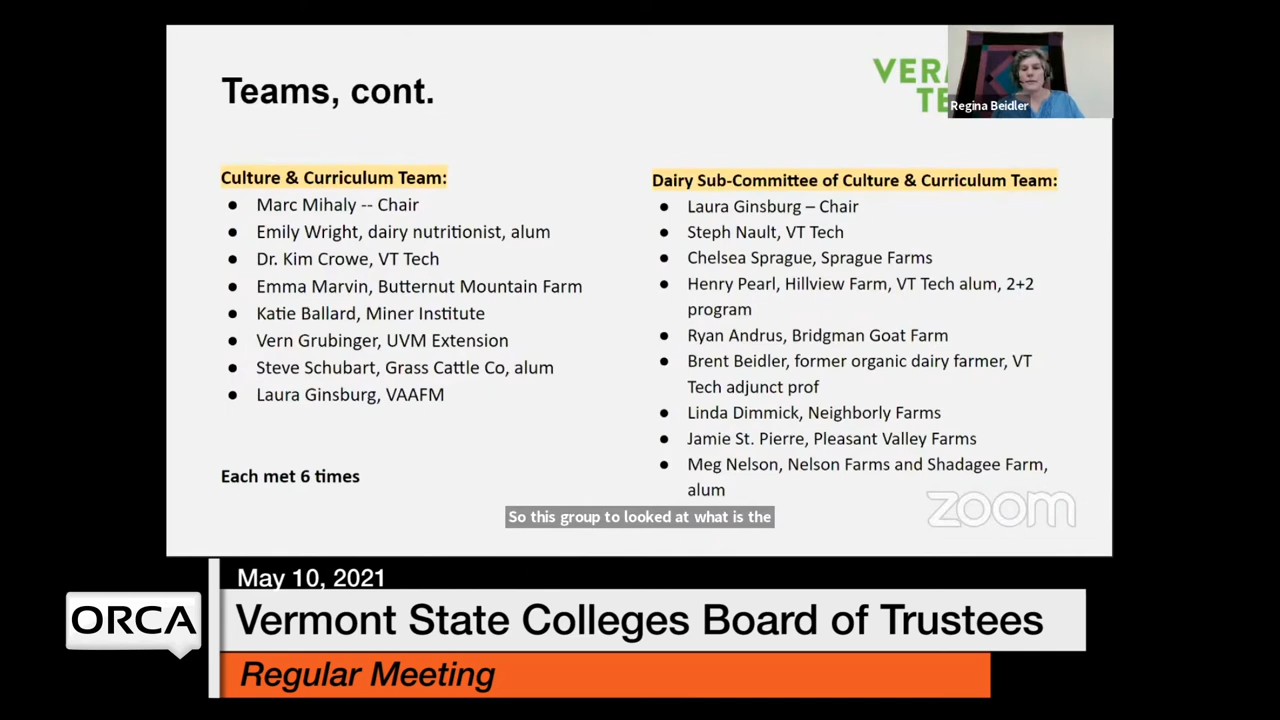 Teams, cont.
VER
TE
Regina Beidler
Culture & Curriculum Team:
● Marc Mihaly -- Chair
● Emily Wright, dairy nutritionist, alum
● Dr. Kim Crowe, VT Tech
● Emma Marvin, Butternut Mountain Farm
● Katie Ballard, Miner Institute
● Vern Grubinger, UVM Extension
● Steve Schubart, Grass Cattle Co, alum
● Laura Ginsburg, VAAFM
Each met 6 times
Dairy Sub-Committee of Culture & Curriculum Team:
● Laura Ginsburg – Chair
● Steph Nault, VT Tech
● Chelsea Sprague, Sprague Farms
● Henry Pearl, Hillview Farm, VT Tech alum, 2+2
program
● Ryan Andrus, Bridgman Goat Farm
● Brent Beidler, former organic dairy farmer, VT
Tech adjunct prof
● Linda Dimmick, Neighborly Farms
● Jamie St. Pierre, Pleasant Valley Farms
● Meg Nelson, Nelson Farms and Shadagee Farm,
alum
So this group to looked at what is the
zoom
May 10, 2021
ORCA
Vermont State Colleges Board of Trustees
Regular Meeting